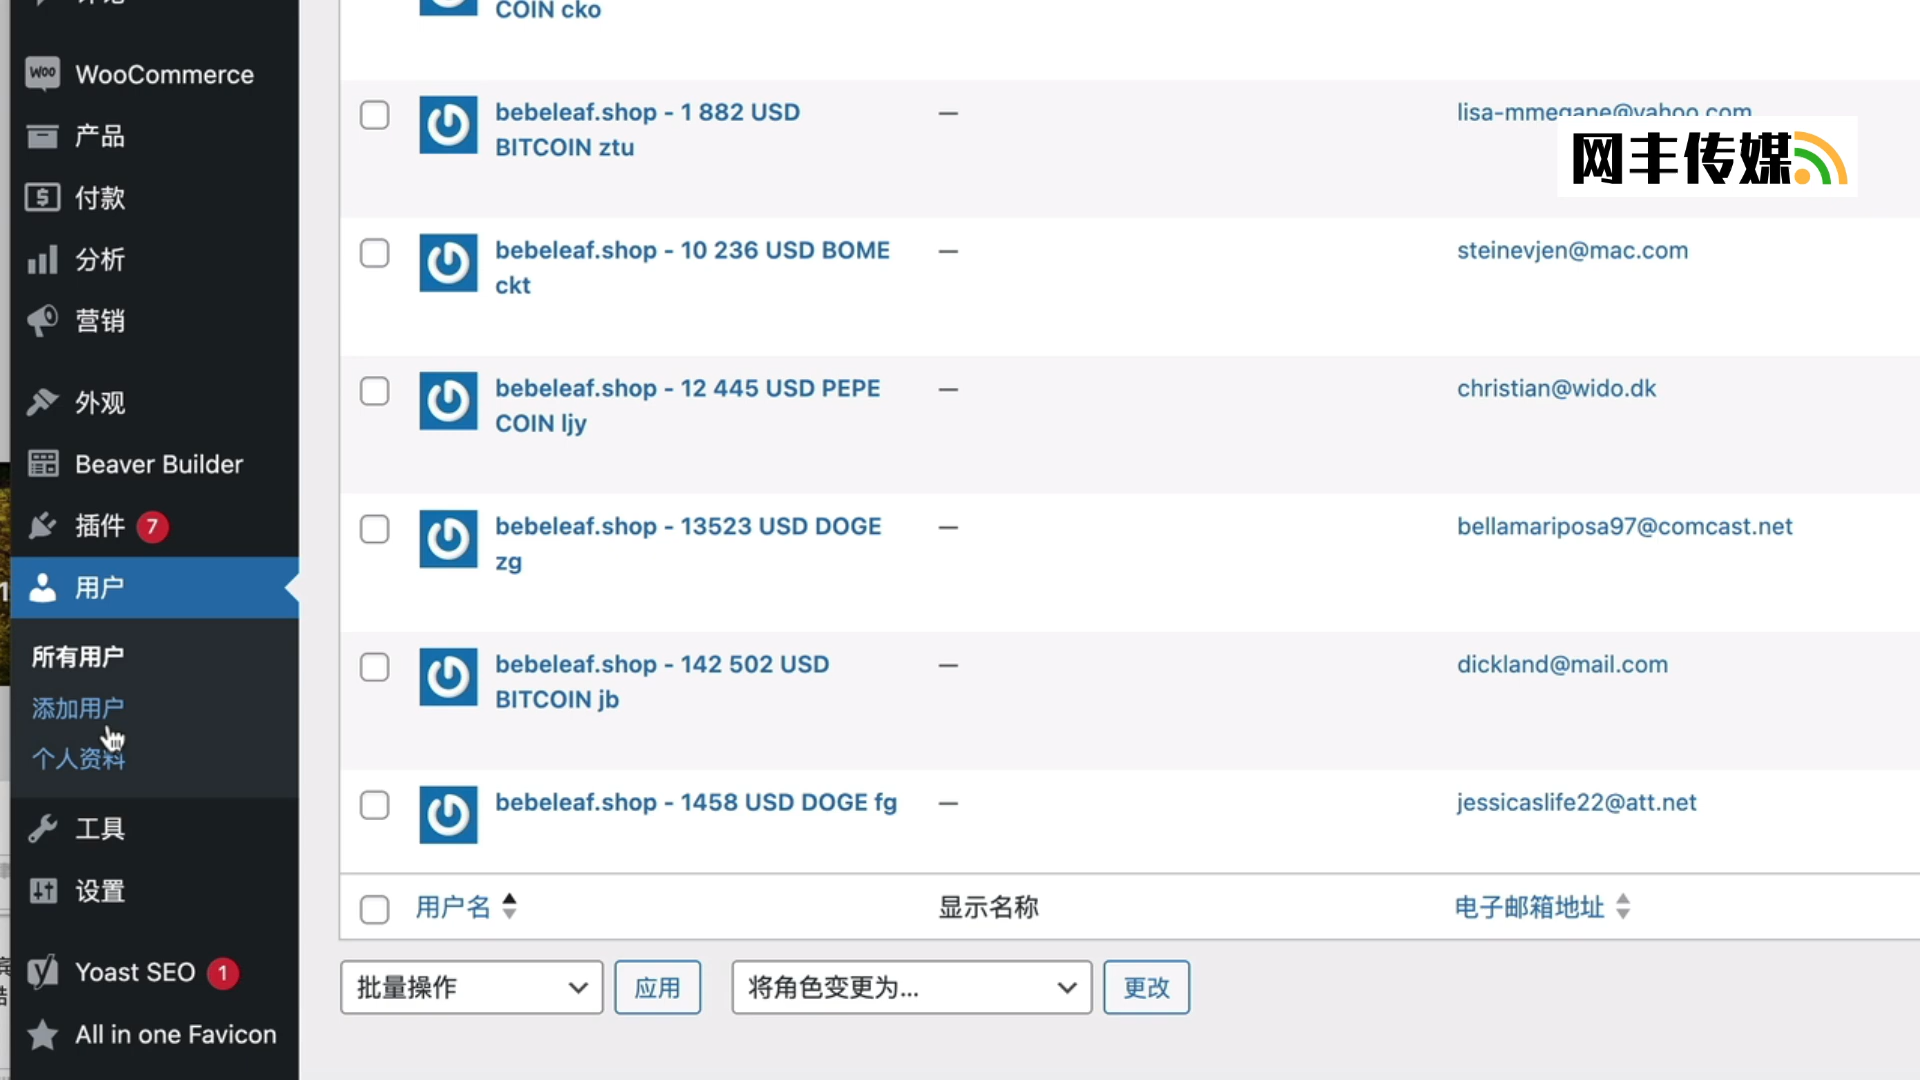 COIN cko
WooCommerce
产品
付款
分析
营销
外观
Beaver Builder
插件 7
用户
所有用户
添加用户
个人资料
工具
设置
Yoast SEO 1
All in one Favicon
bebeleaf.shop - 1 882 USD
BITCOIN ztu
—
lisa-mmegane@yahoo.com
网丰传媒
bebeleaf.shop - 10 236 USD BOME
ckt
—
steinevjen@mac.com
bebeleaf.shop - 12 445 USD PEPE
COIN ljy
—
christian@wido.dk
bebeleaf.shop - 13523 USD DOGE
zg
—
bellamariposa97@comcast.net
bebeleaf.shop - 142 502 USD
BITCOIN jb
—
dickland@mail.com
bebeleaf.shop - 1458 USD DOGE fg
—
jessicaslife22@att.net
用户名
显示名称
电子邮箱地址
批量操作
应用
将角色变更为...
更改